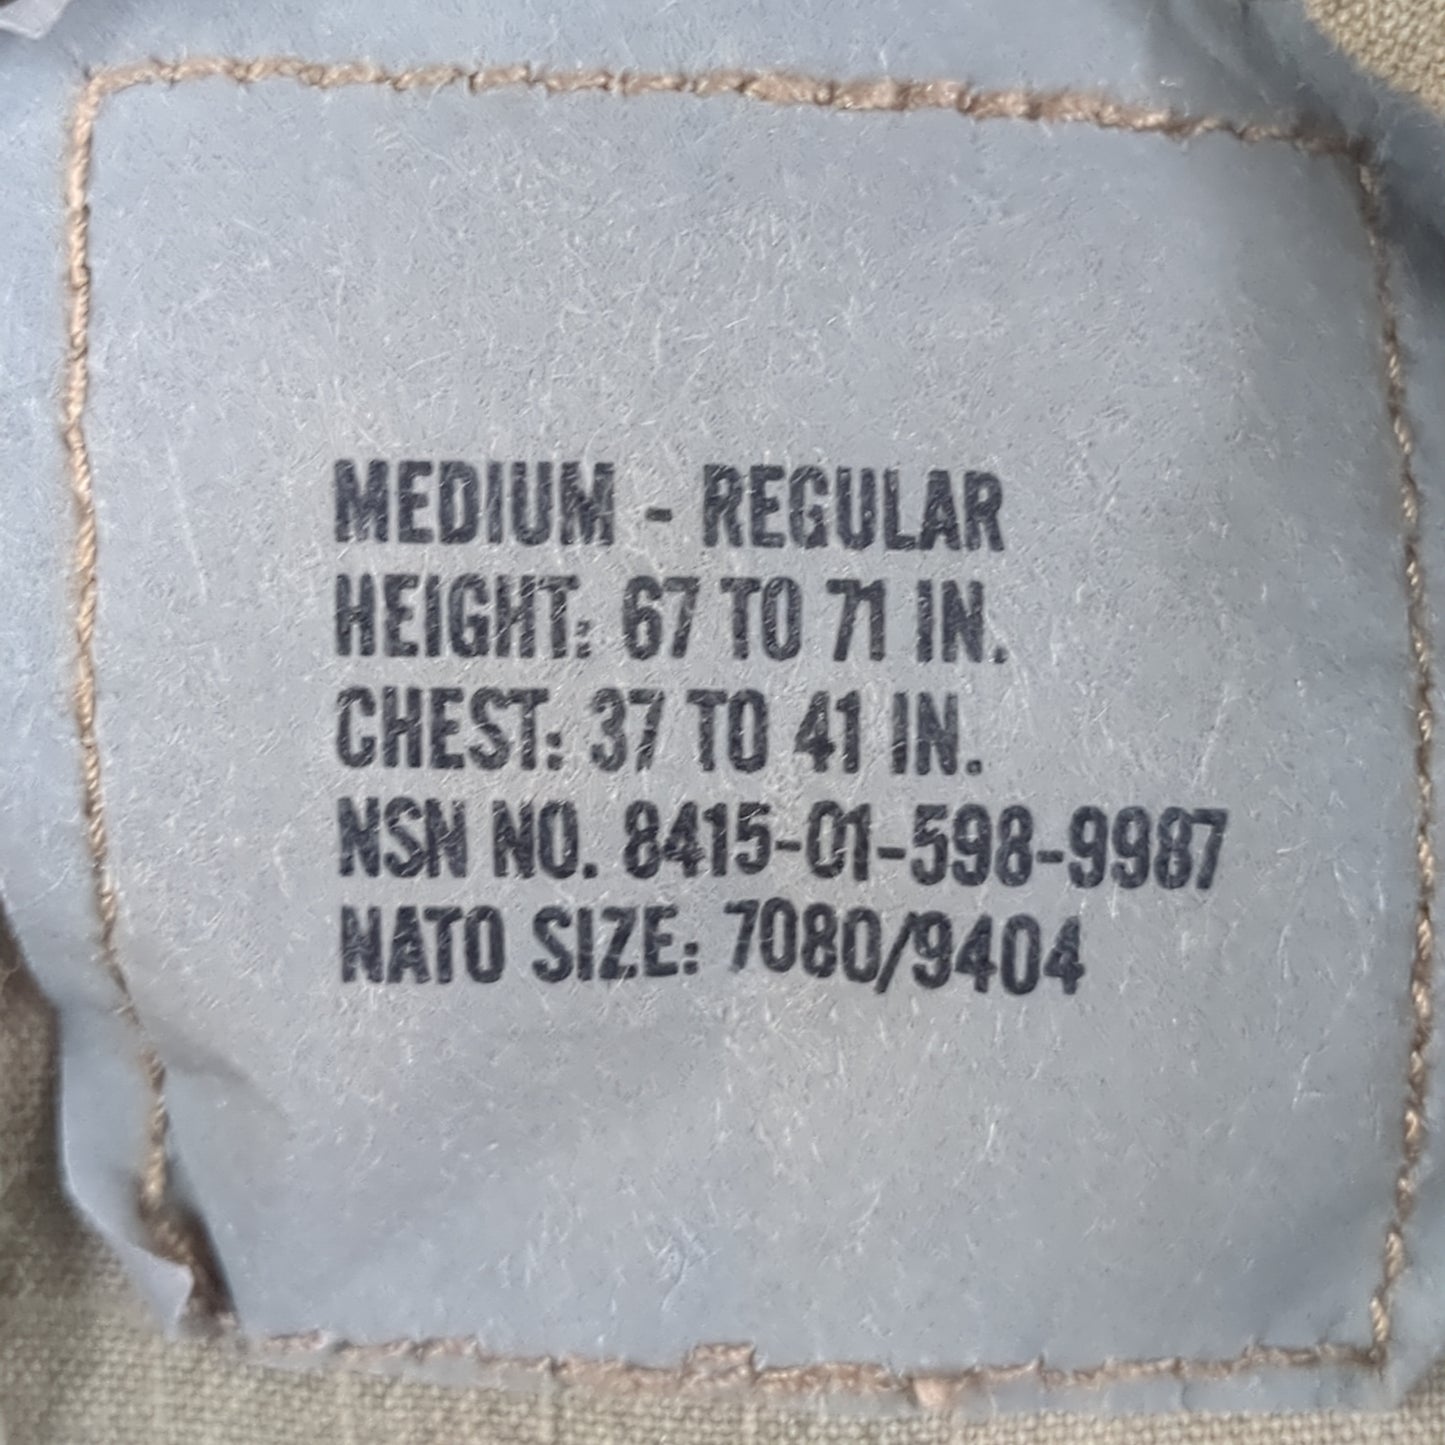 MEDIUM - REGULAR
HEIGHT: 67 TO 71 IN.
CHEST: 37 TO 41 IN.
NSN NO. 8415-01-598-9987
NATO SIZE: 7080/9404